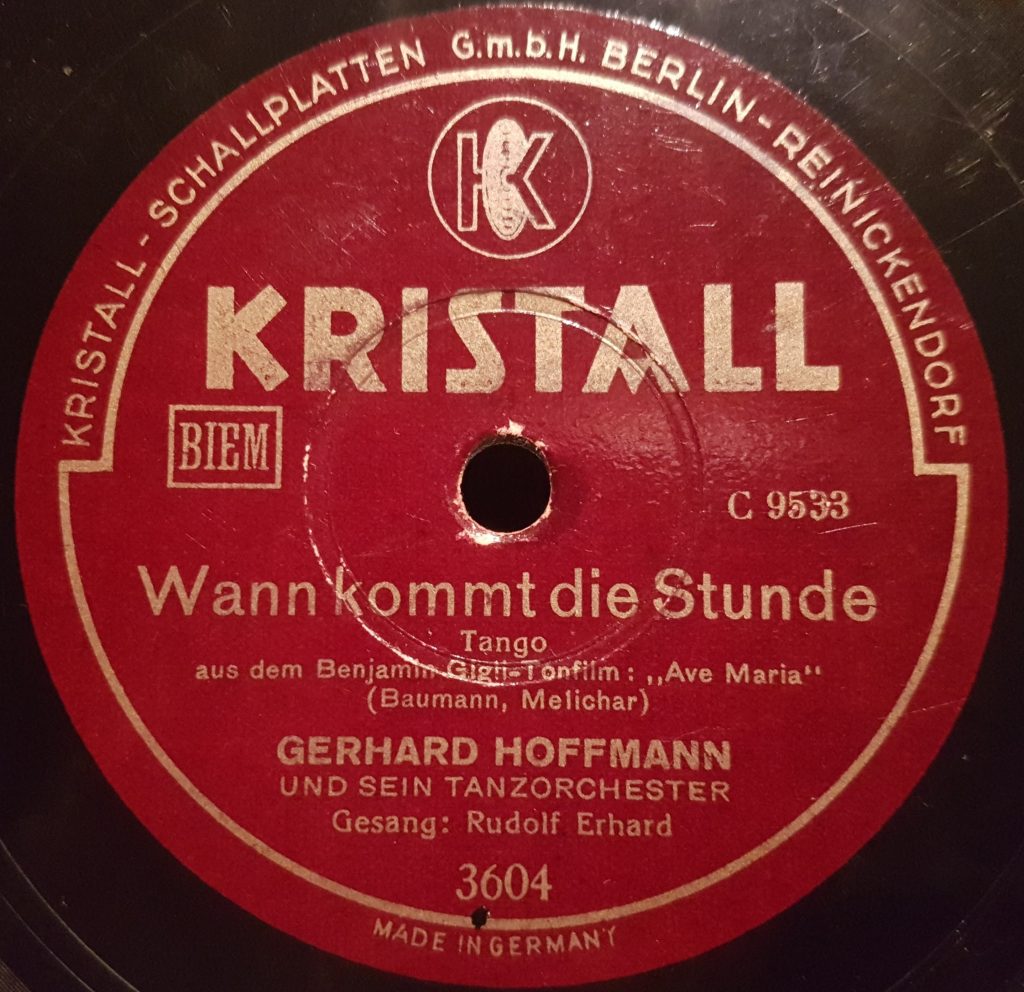 KRISTALL-SCHALLPLATTEN G.m.b.H. BERLIN-REINICKENDORF
K
KRISTALL
BIEM
C 9533
Wann kommt die Stunde
Tango
aus dem Benjamin Gigli-Tonfilm: „Ave Maria“
(Baumann, Melichar)
GERHARD HOFFMANN
UND SEIN TANZORCHESTER
Gesang: Rudolf Erhard
3604
MADE IN GERMANY